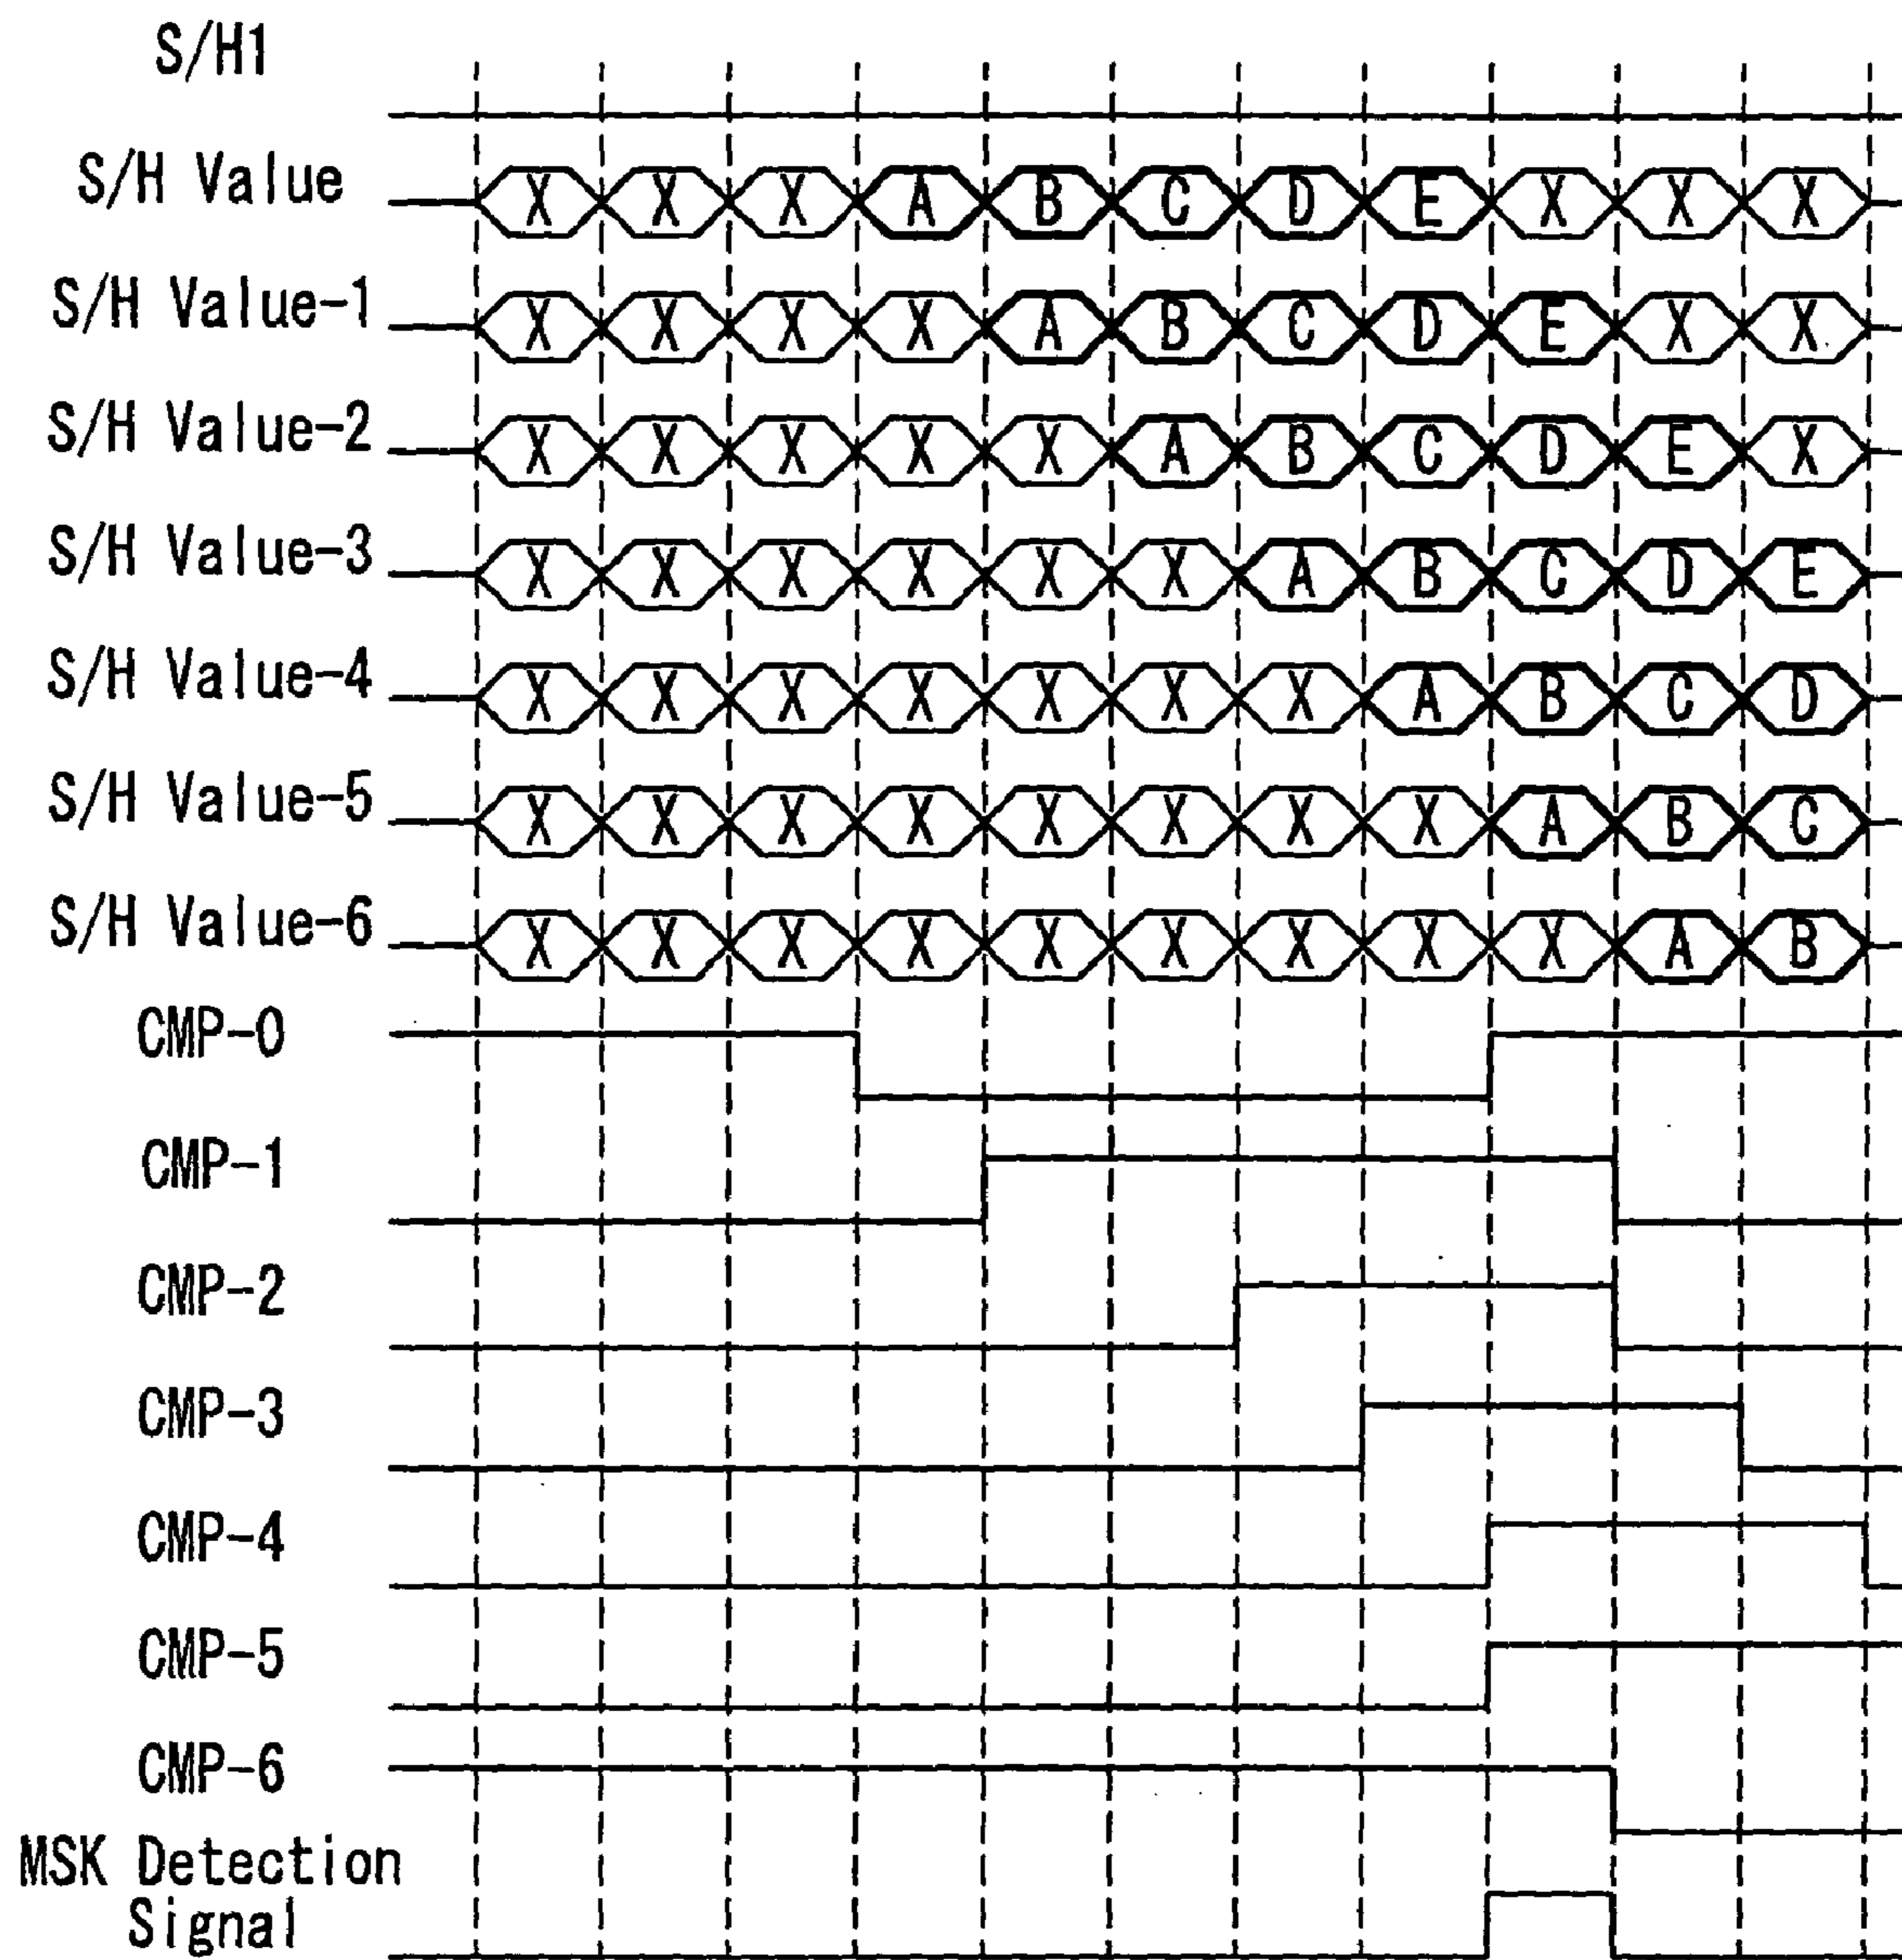 S/H1
S/H Value X X X A B C D E X X X
S/H Value-1 X X X X A B C D E X X
S/H Value-2 X X X X X A B C D E X
S/H Value-3 X X X X X X A B C D E
S/H Value-4 X X X X X X X A B C D
S/H Value-5 X X X X X X X X A B C
S/H Value-6 X X X X X X X X X A B
CMP-0
CMP-1
CMP-2
CMP-3
CMP-4
CMP-5
CMP-6
MSK Detection
Signal